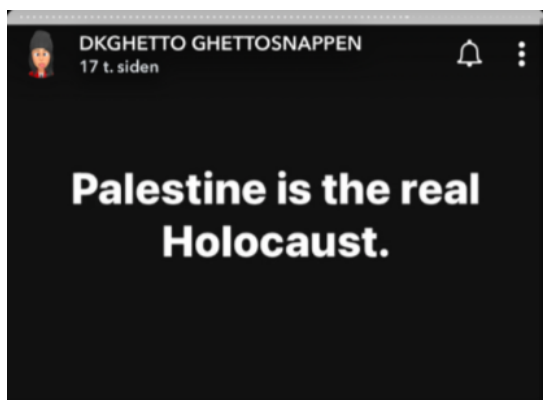 DKGHETTO GHETTOSNAPPEN
17 t. siden
Palestine is the real
Holocaust.